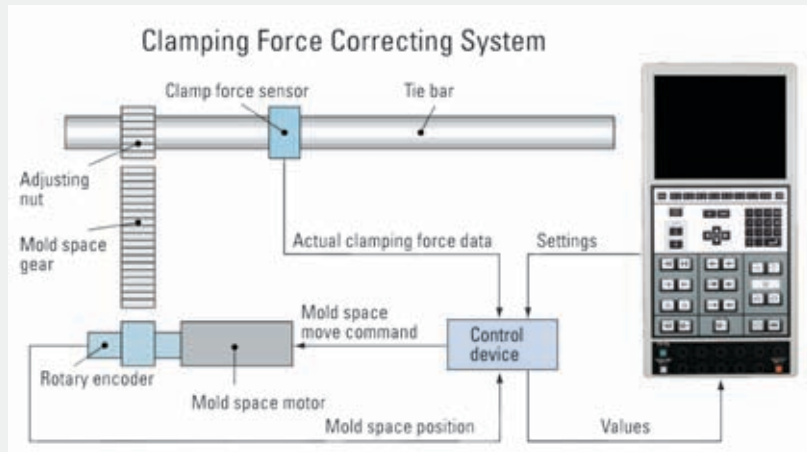 Clamping Force Correcting System
Clamp force sensor
Tie bar
Adjusting
nut
Mold space
gear
Actual clamping force data
Settings
Mold space
move command
Control
device
Rotary encoder
Mold space motor
Mold space position
Values